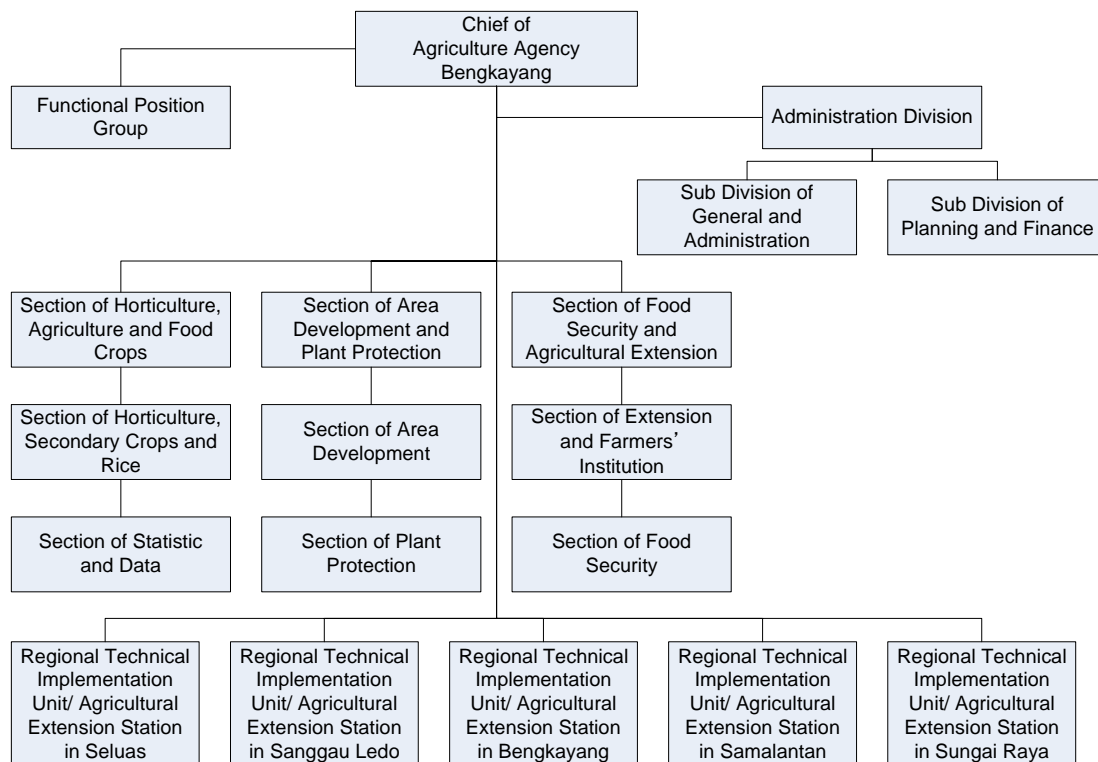 Chief of
Agriculture Agency
Bengkayang
Functional Position
Group
Administration Division
Sub Division of
General and
Administration
Sub Division of
Planning and Finance
Section of Horticulture,
Agriculture and Food
Crops
Section of Area
Development and
Plant Protection
Section of Food
Security and
Agricultural Extension
Section of Horticulture,
Secondary Crops and
Rice
Section of Area
Development
Section of Extension
and Farmers’
Institution
Section of Statistic
and Data
Section of Plant
Protection
Section of Food
Security
Regional Technical
Implementation
Unit/ Agricultural
Extension Station
in Seluas
Regional Technical
Implementation
Unit/ Agricultural
Extension Station
in Sanggau Ledo
Regional Technical
Implementation
Unit/ Agricultural
Extension Station
in Bengkayang
Regional Technical
Implementation
Unit/ Agricultural
Extension Station
in Samalantan
Regional Technical
Implementation
Unit/ Agricultural
Extension Station
in Sungai Raya